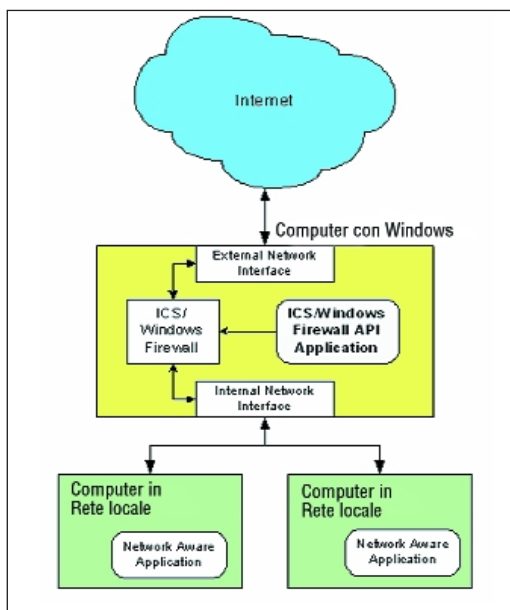 Internet
Computer con Windows
External Network
Interface
ICS/
Windows
Firewall
ICS/Windows
Firewall API
Application
Internal Network
Interface
Computer in
Rete locale
Network Aware
Application
Computer in
Rete locale
Network Aware
Application